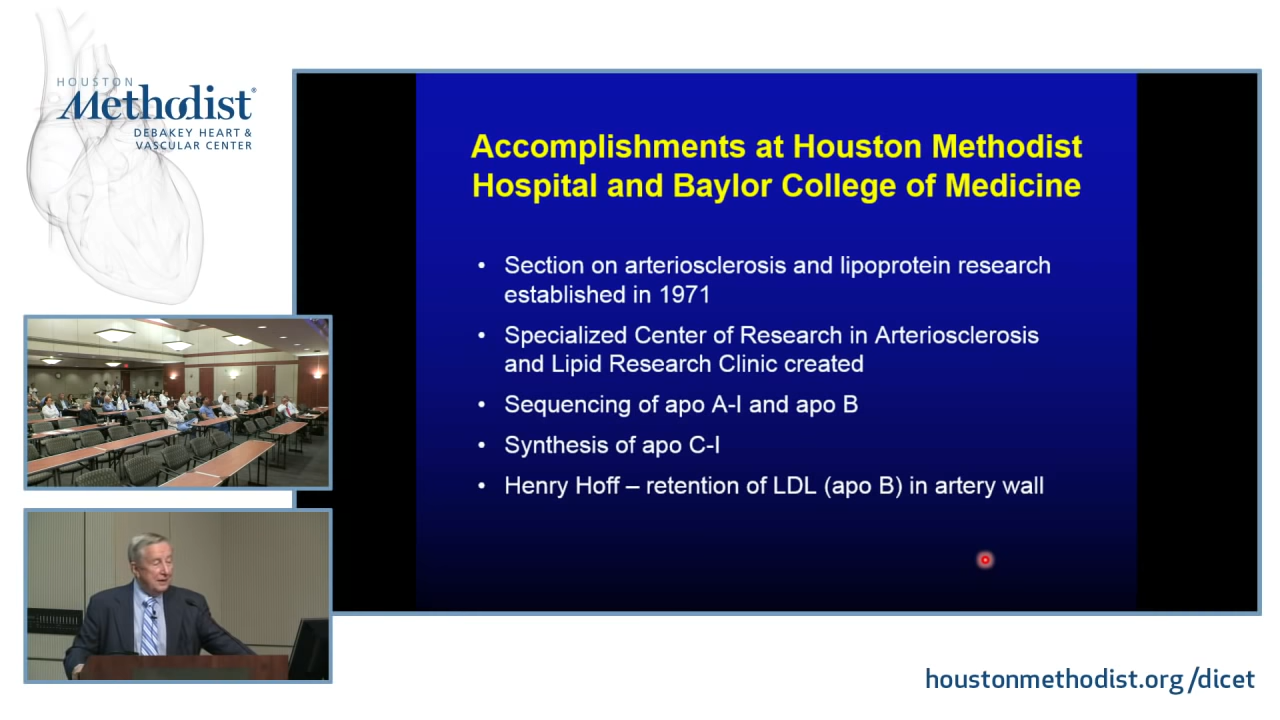 HOUSTON
Methodist®
DEBAKEY HEART &
VASCULAR CENTER
Accomplishments at Houston Methodist
Hospital and Baylor College of Medicine
• Section on arteriosclerosis and lipoprotein research
established in 1971
• Specialized Center of Research in Arteriosclerosis
and Lipid Research Clinic created
• Sequencing of apo A-I and apo B
• Synthesis of apo C-I
• Henry Hoff – retention of LDL (apo B) in artery wall
houstonmethodist.org/dicet